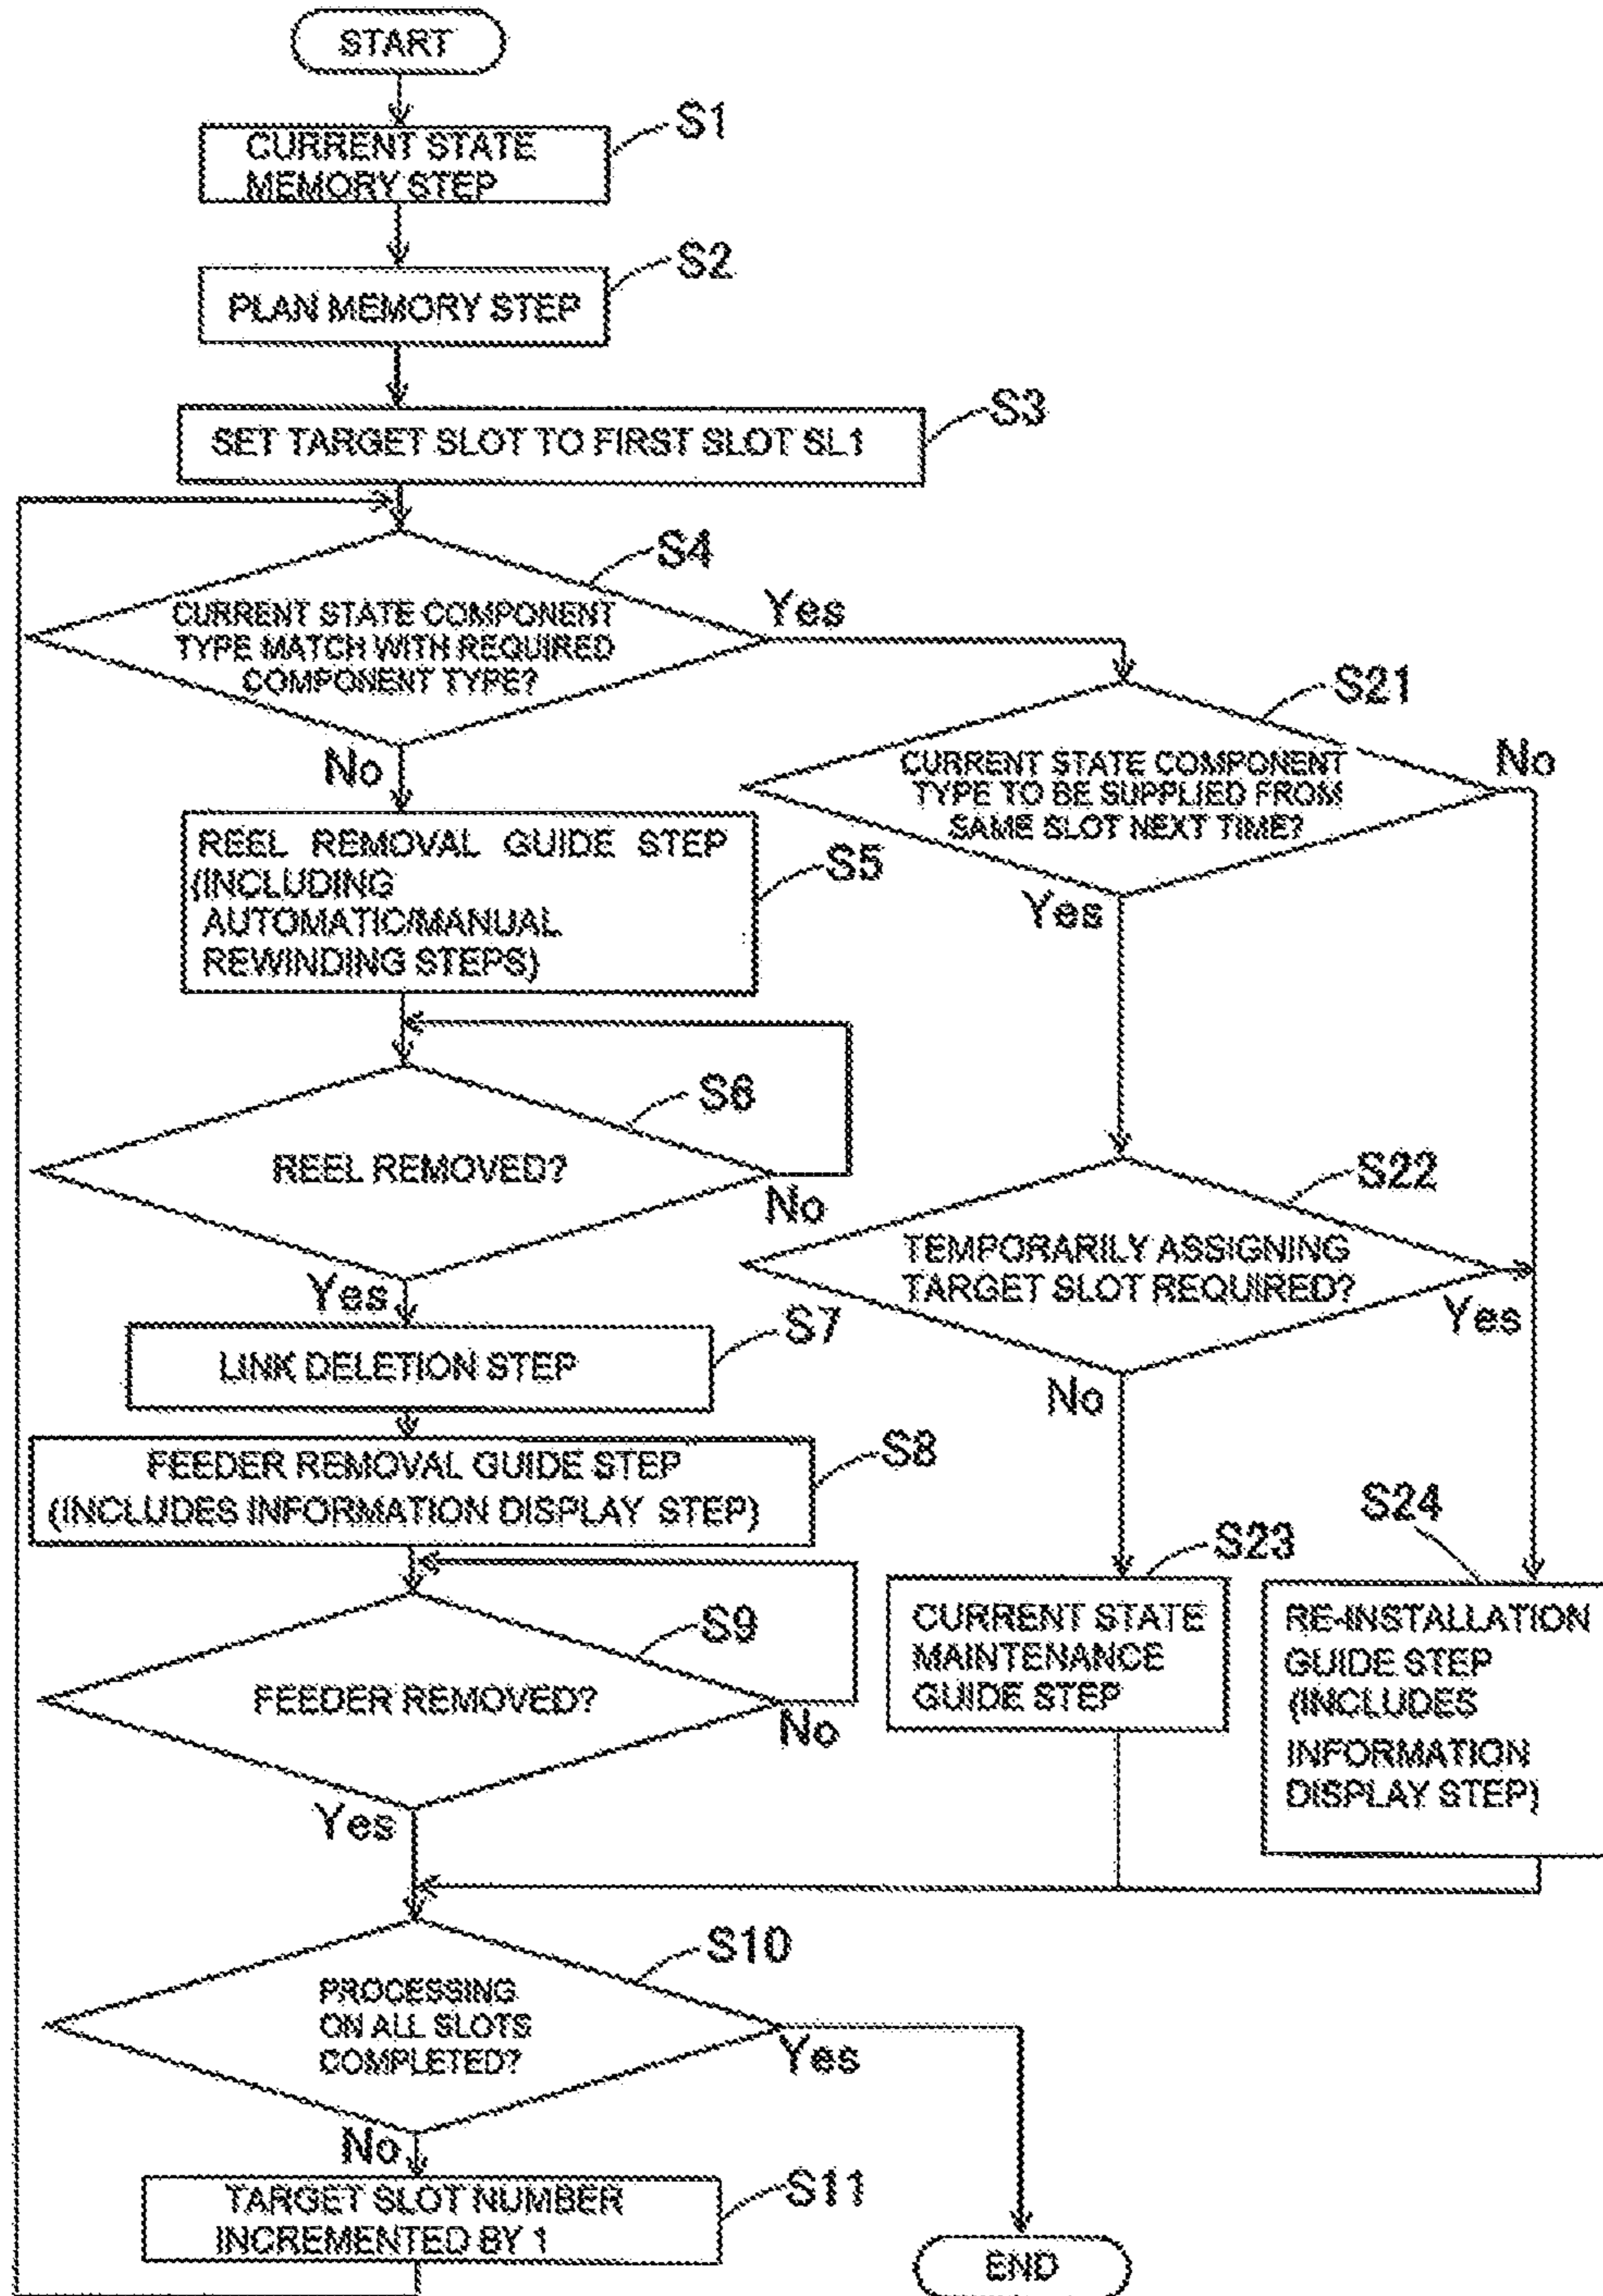 START
S1
CURRENT STATE
MEMORY STEP
S2
PLAN MEMORY STEP
S3
SET TARGET SLOT TO FIRST SLOT SL1
S4
CURRENT STATE COMPONENT
TYPE MATCH WITH REQUIRED
COMPONENT TYPE?
Yes
No
S21
CURRENT STATE COMPONENT
TYPE TO BE SUPPLIED FROM
SAME SLOT NEXT TIME?
No
Yes
REEL REMOVAL GUIDE STEP
(INCLUDING
AUTOMATIC/MANUAL
REWINDING STEPS)
S5
S6
REEL REMOVED?
No
Yes
S22
TEMPORARILY ASSIGNING
TARGET SLOT REQUIRED?
Yes
No
S7
LINK DELETION STEP
S8
FEEDER REMOVAL GUIDE STEP
(INCLUDES INFORMATION DISPLAY STEP)
S9
FEEDER REMOVED?
No
Yes
S23
CURRENT STATE
MAINTENANCE
GUIDE STEP
S24
RE-INSTALLATION
GUIDE STEP
(INCLUDES
INFORMATION
DISPLAY STEP)
S10
PROCESSING
ON ALL SLOTS
COMPLETED?
Yes
No
S11
TARGET SLOT NUMBER
INCREMENTED BY 1
END